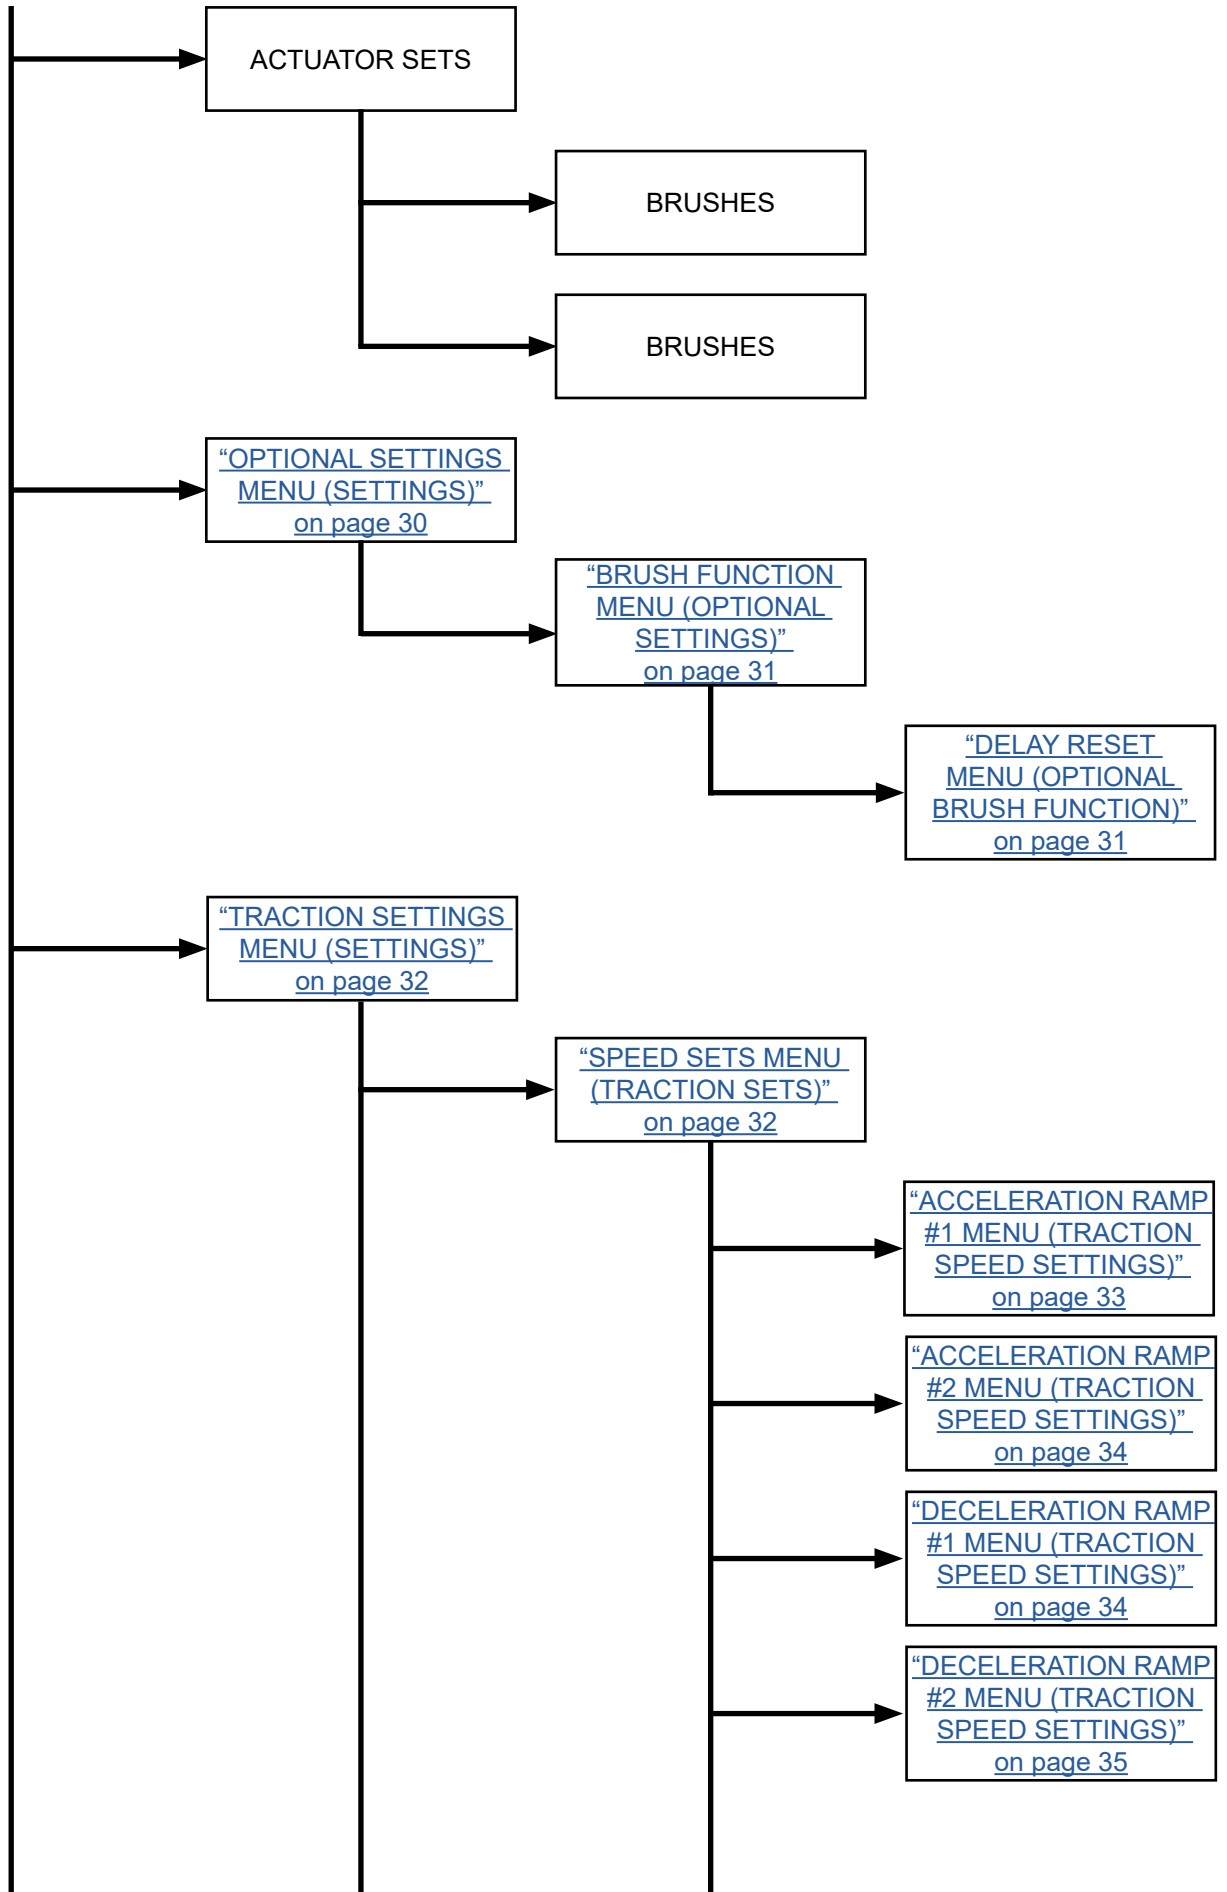 ACTUATOR SETS
BRUSHES
BRUSHES
“OPTIONAL SETTINGS
MENU (SETTINGS)”
on page 30
“BRUSH FUNCTION
MENU (OPTIONAL
SETTINGS)”
on page 31
“DELAY RESET
MENU (OPTIONAL
BRUSH FUNCTION)”
on page 31
“TRACTION SETTINGS
MENU (SETTINGS)”
on page 32
“SPEED SETS MENU
(TRACTION SETS)”
on page 32
“ACCELERATION RAMP
#1 MENU (TRACTION
SPEED SETTINGS)”
on page 33
“ACCELERATION RAMP
#2 MENU (TRACTION
SPEED SETTINGS)”
on page 34
“DECELERATION RAMP
#1 MENU (TRACTION
SPEED SETTINGS)”
on page 34
“DECELERATION RAMP
#2 MENU (TRACTION
SPEED SETTINGS)”
on page 35